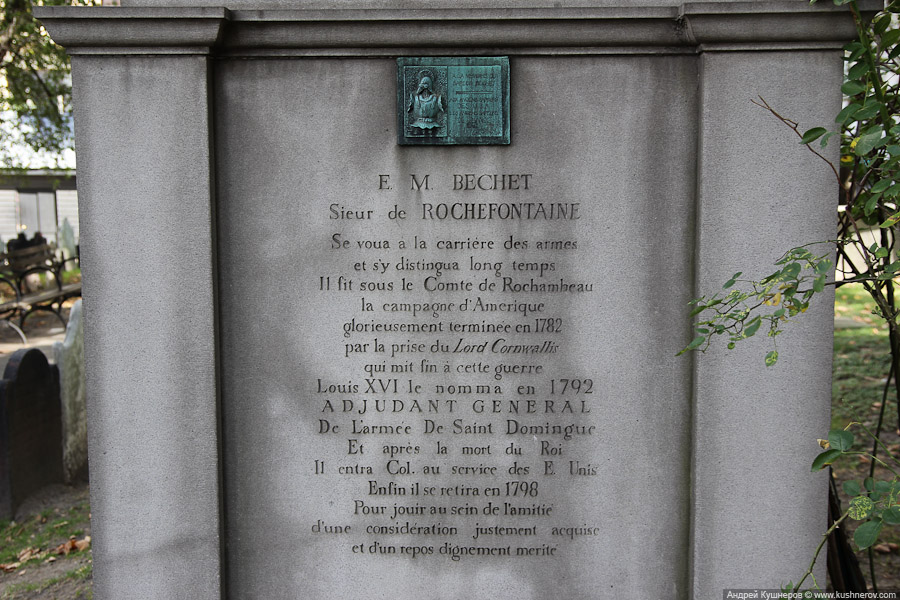 E. M. BECHET
Sieur de ROCHEFONTAINE
Se voua a la carriére des armes
et s'y distingua long temps
Il fit sous le Comte de Rochambeau
la campagne d'Amerique
glorieusement terminée en 1782
par la prise du Lord Cornwallis
qui mit fin à cette guerre
Louis XVI le nomma en 1792
ADJUDANT GENERAL
De L'armée De Saint Domingue
Et après la mort du Roi
Il entra Col. au service des E. Unis
Enfin il se retira en 1798
Pour jouir au sein de l'amitié
d'une considération justement acquise
et d'un repos dignement merité
Андрей Кушнеров © www.kushnerov.com